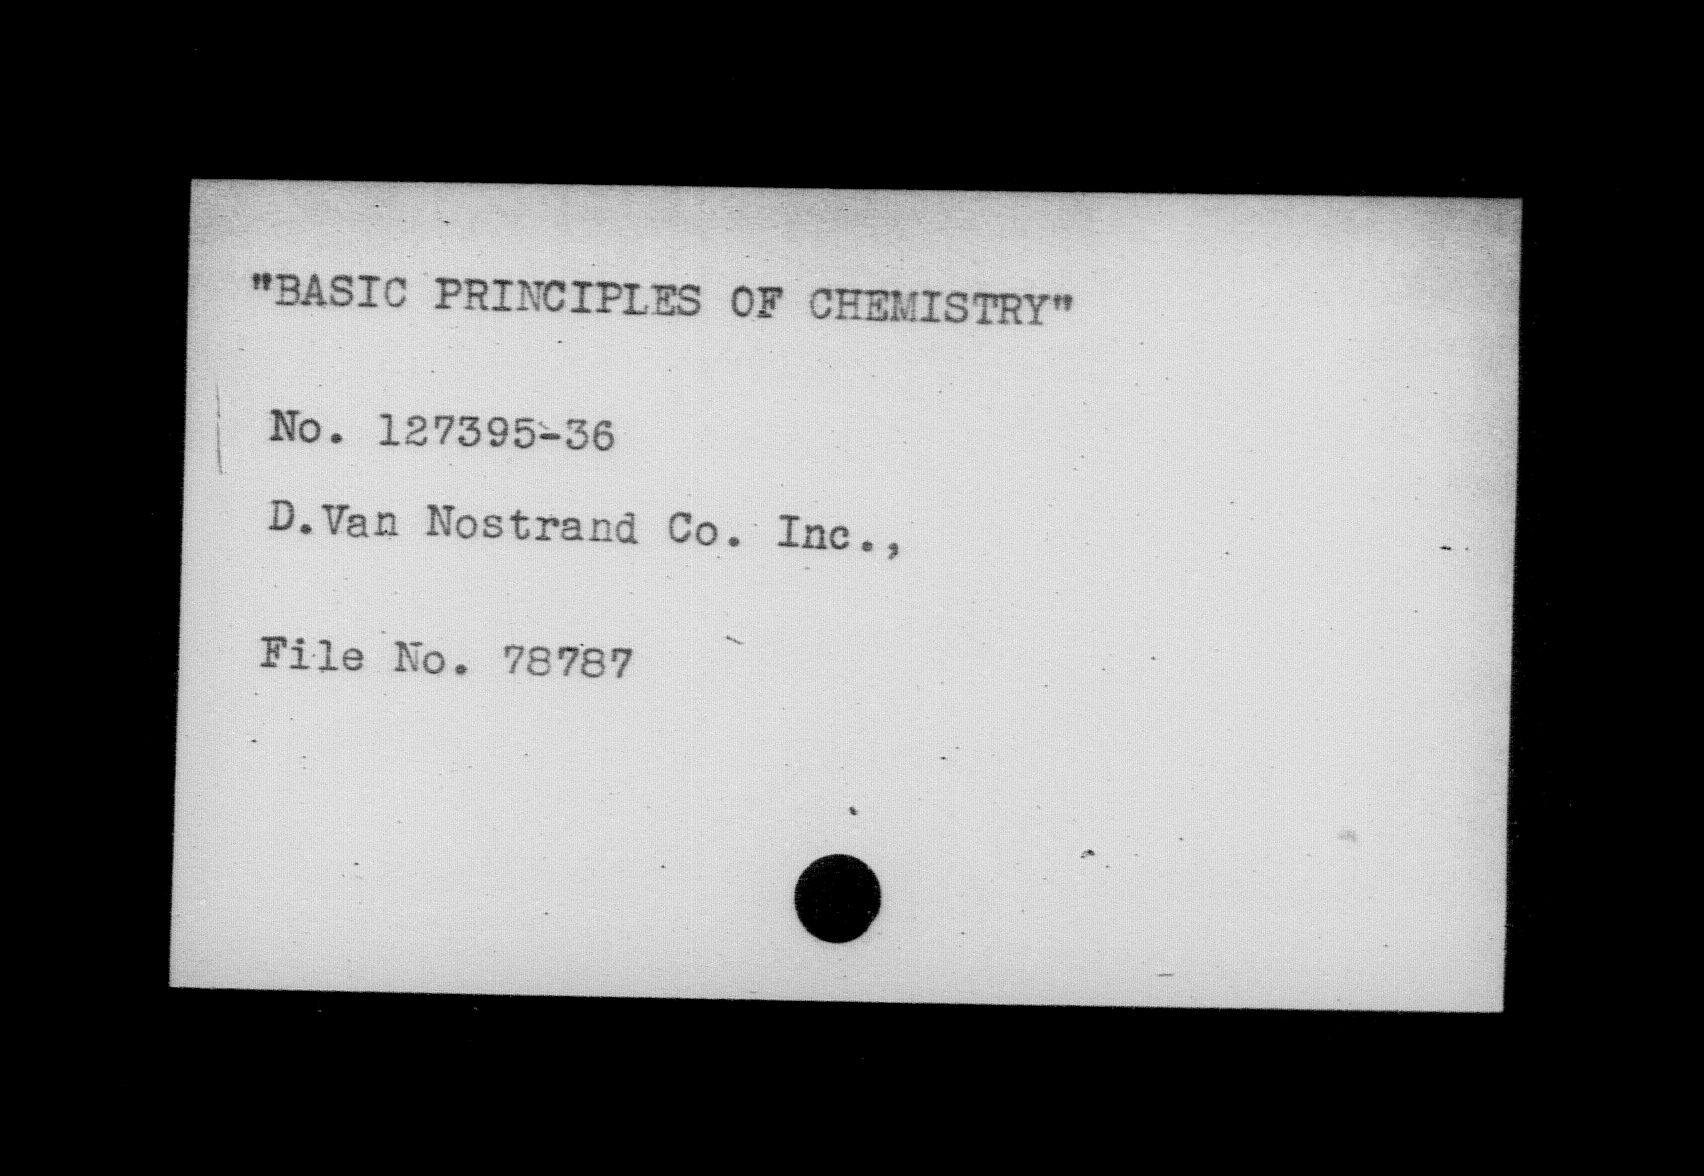 "BASIC PRINCIPLES OF CHEMISTRY"
No. 127395-36
D.Van Nostrand Co. Inc.,
File No. 78787